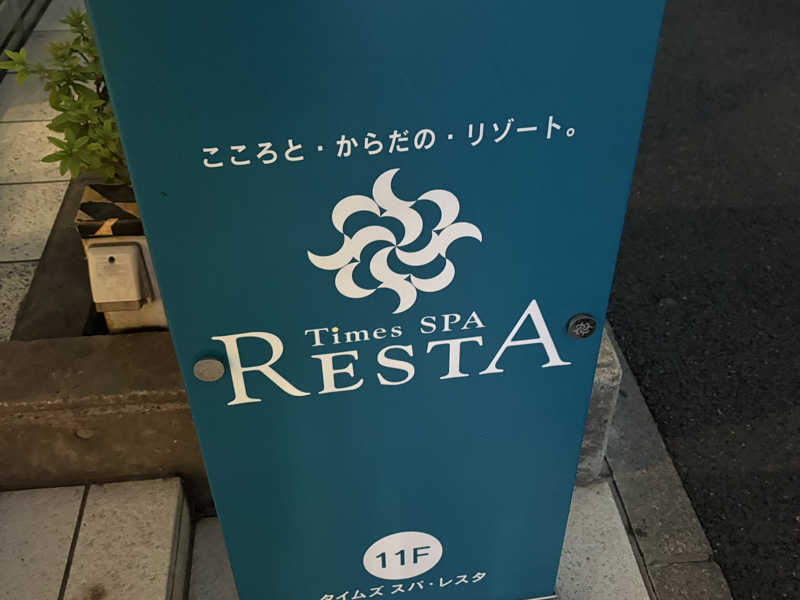 こころと・からだの・リゾート。
Times SPA
RESTA
11F
タイムズ スパ・レスタ